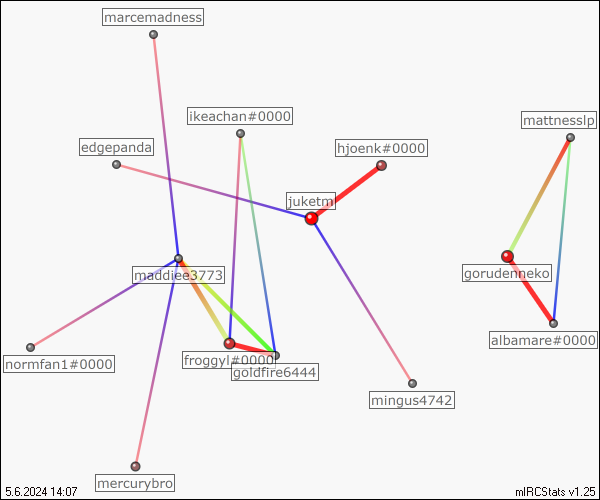 marcemadness
ikeachan#0000
mattnesslp
edgepanda
hjoenk#0000
juketm
maddiee3773
gorudenneko
albamare#0000
froggyl#0000
normfan1#0000
goldfire6444
mingus4742
mercurybro
5.6.2024 14:07
mIRCStats v1.25